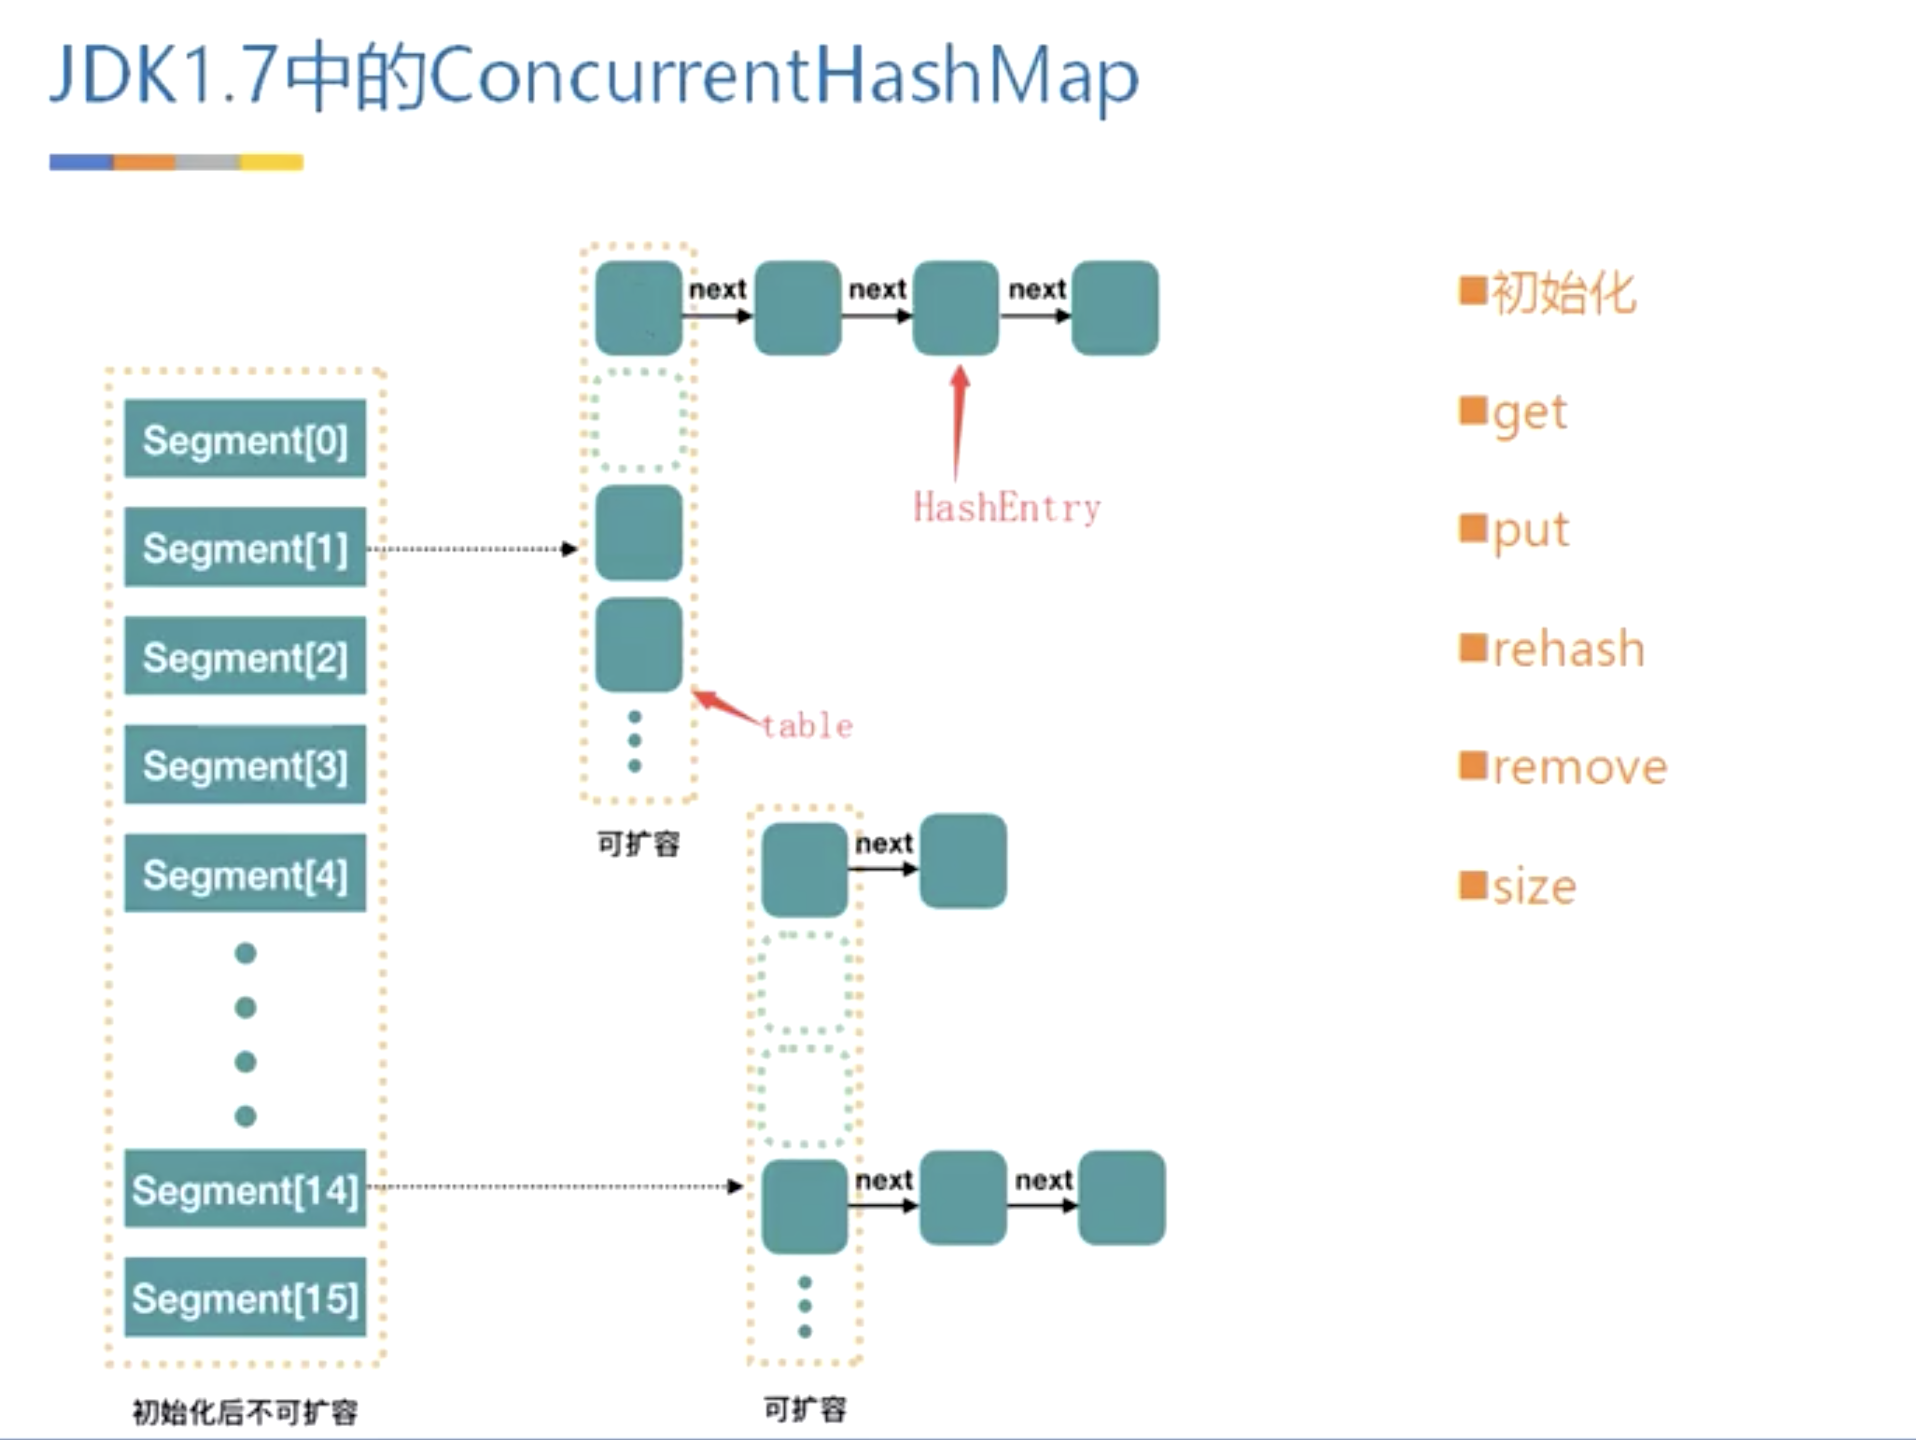 JDK1.7中的ConcurrentHashMap
Segment[0]
Segment[1]
Segment[2]
Segment[3]
Segment[4]
Segment[14]
Segment[15]
初始化后不可扩容
next next next
HashEntry
table
可扩容
next
next next
可扩容
初始化
get
put
rehash
remove
size